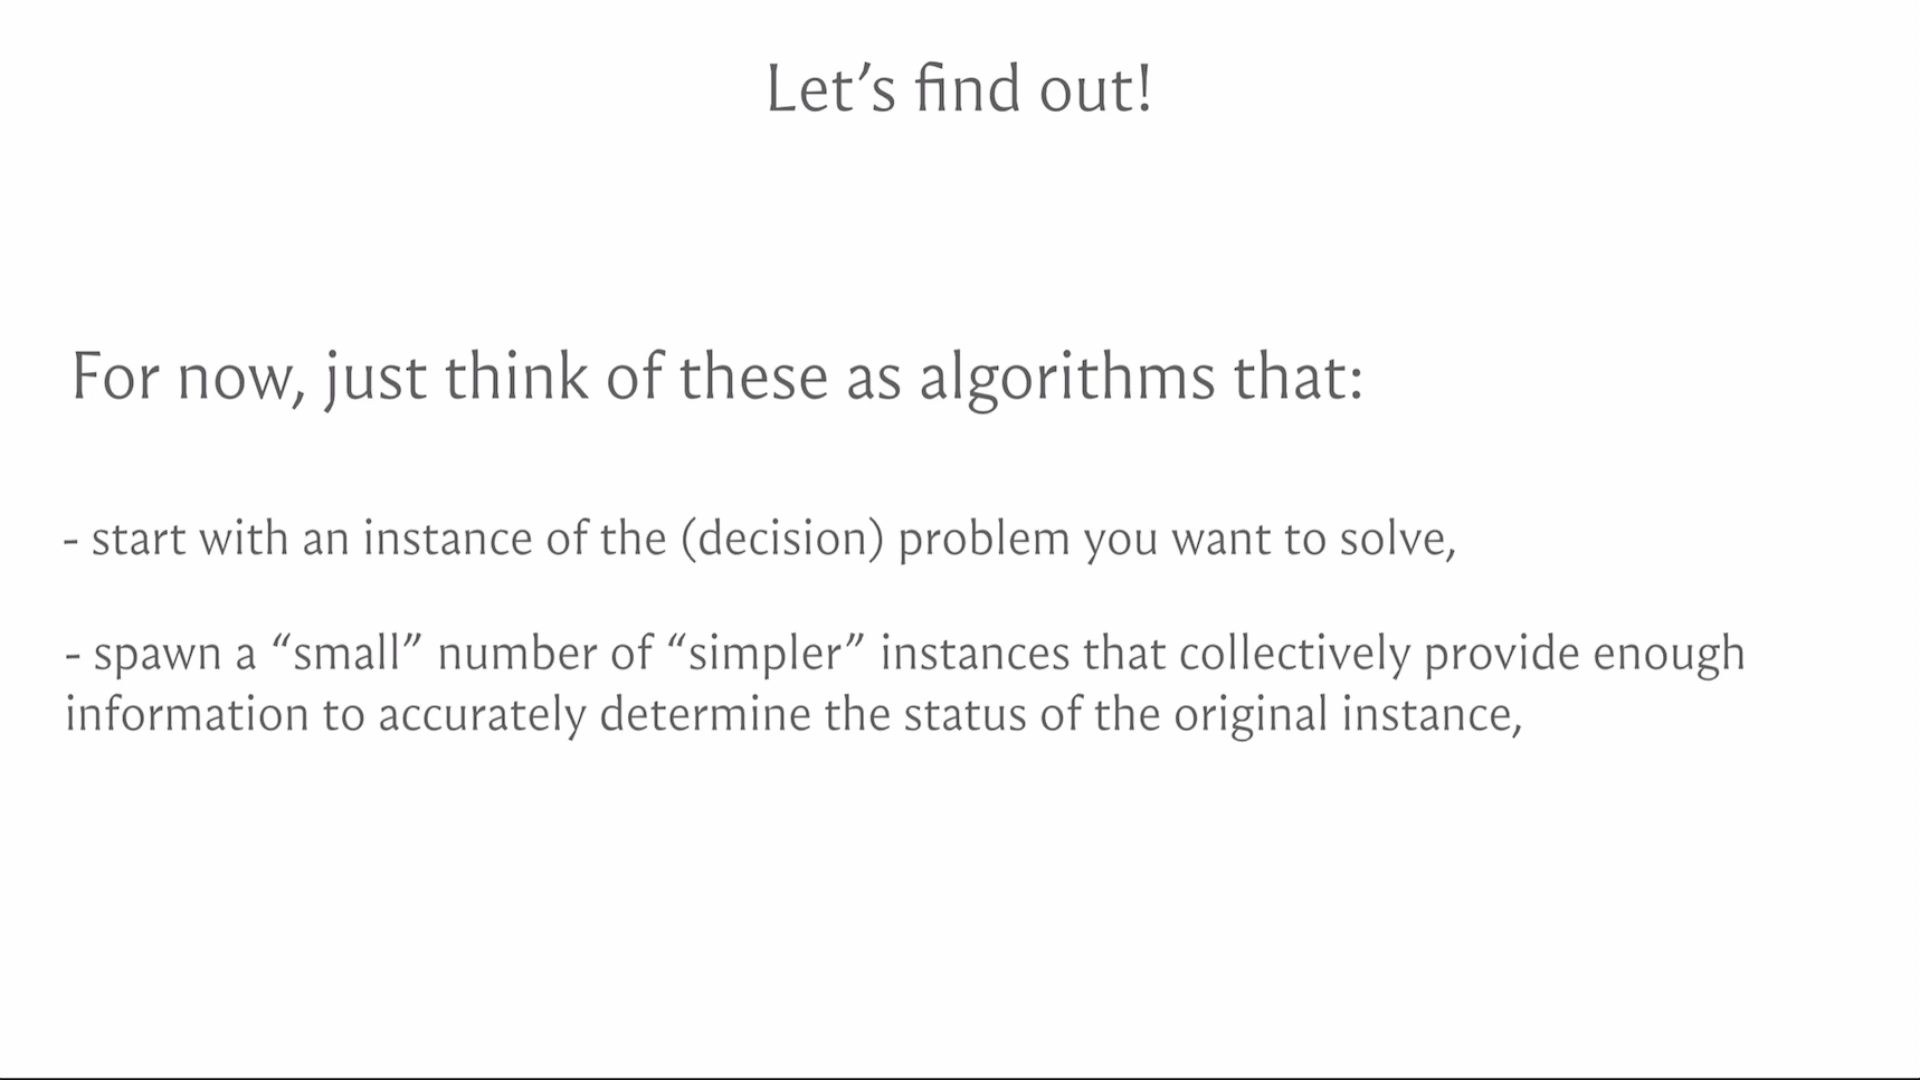 Let’s find out!
For now, just think of these as algorithms that:
- start with an instance of the (decision) problem you want to solve,
- spawn a “small” number of “simpler” instances that collectively provide enough
information to accurately determine the status of the original instance,